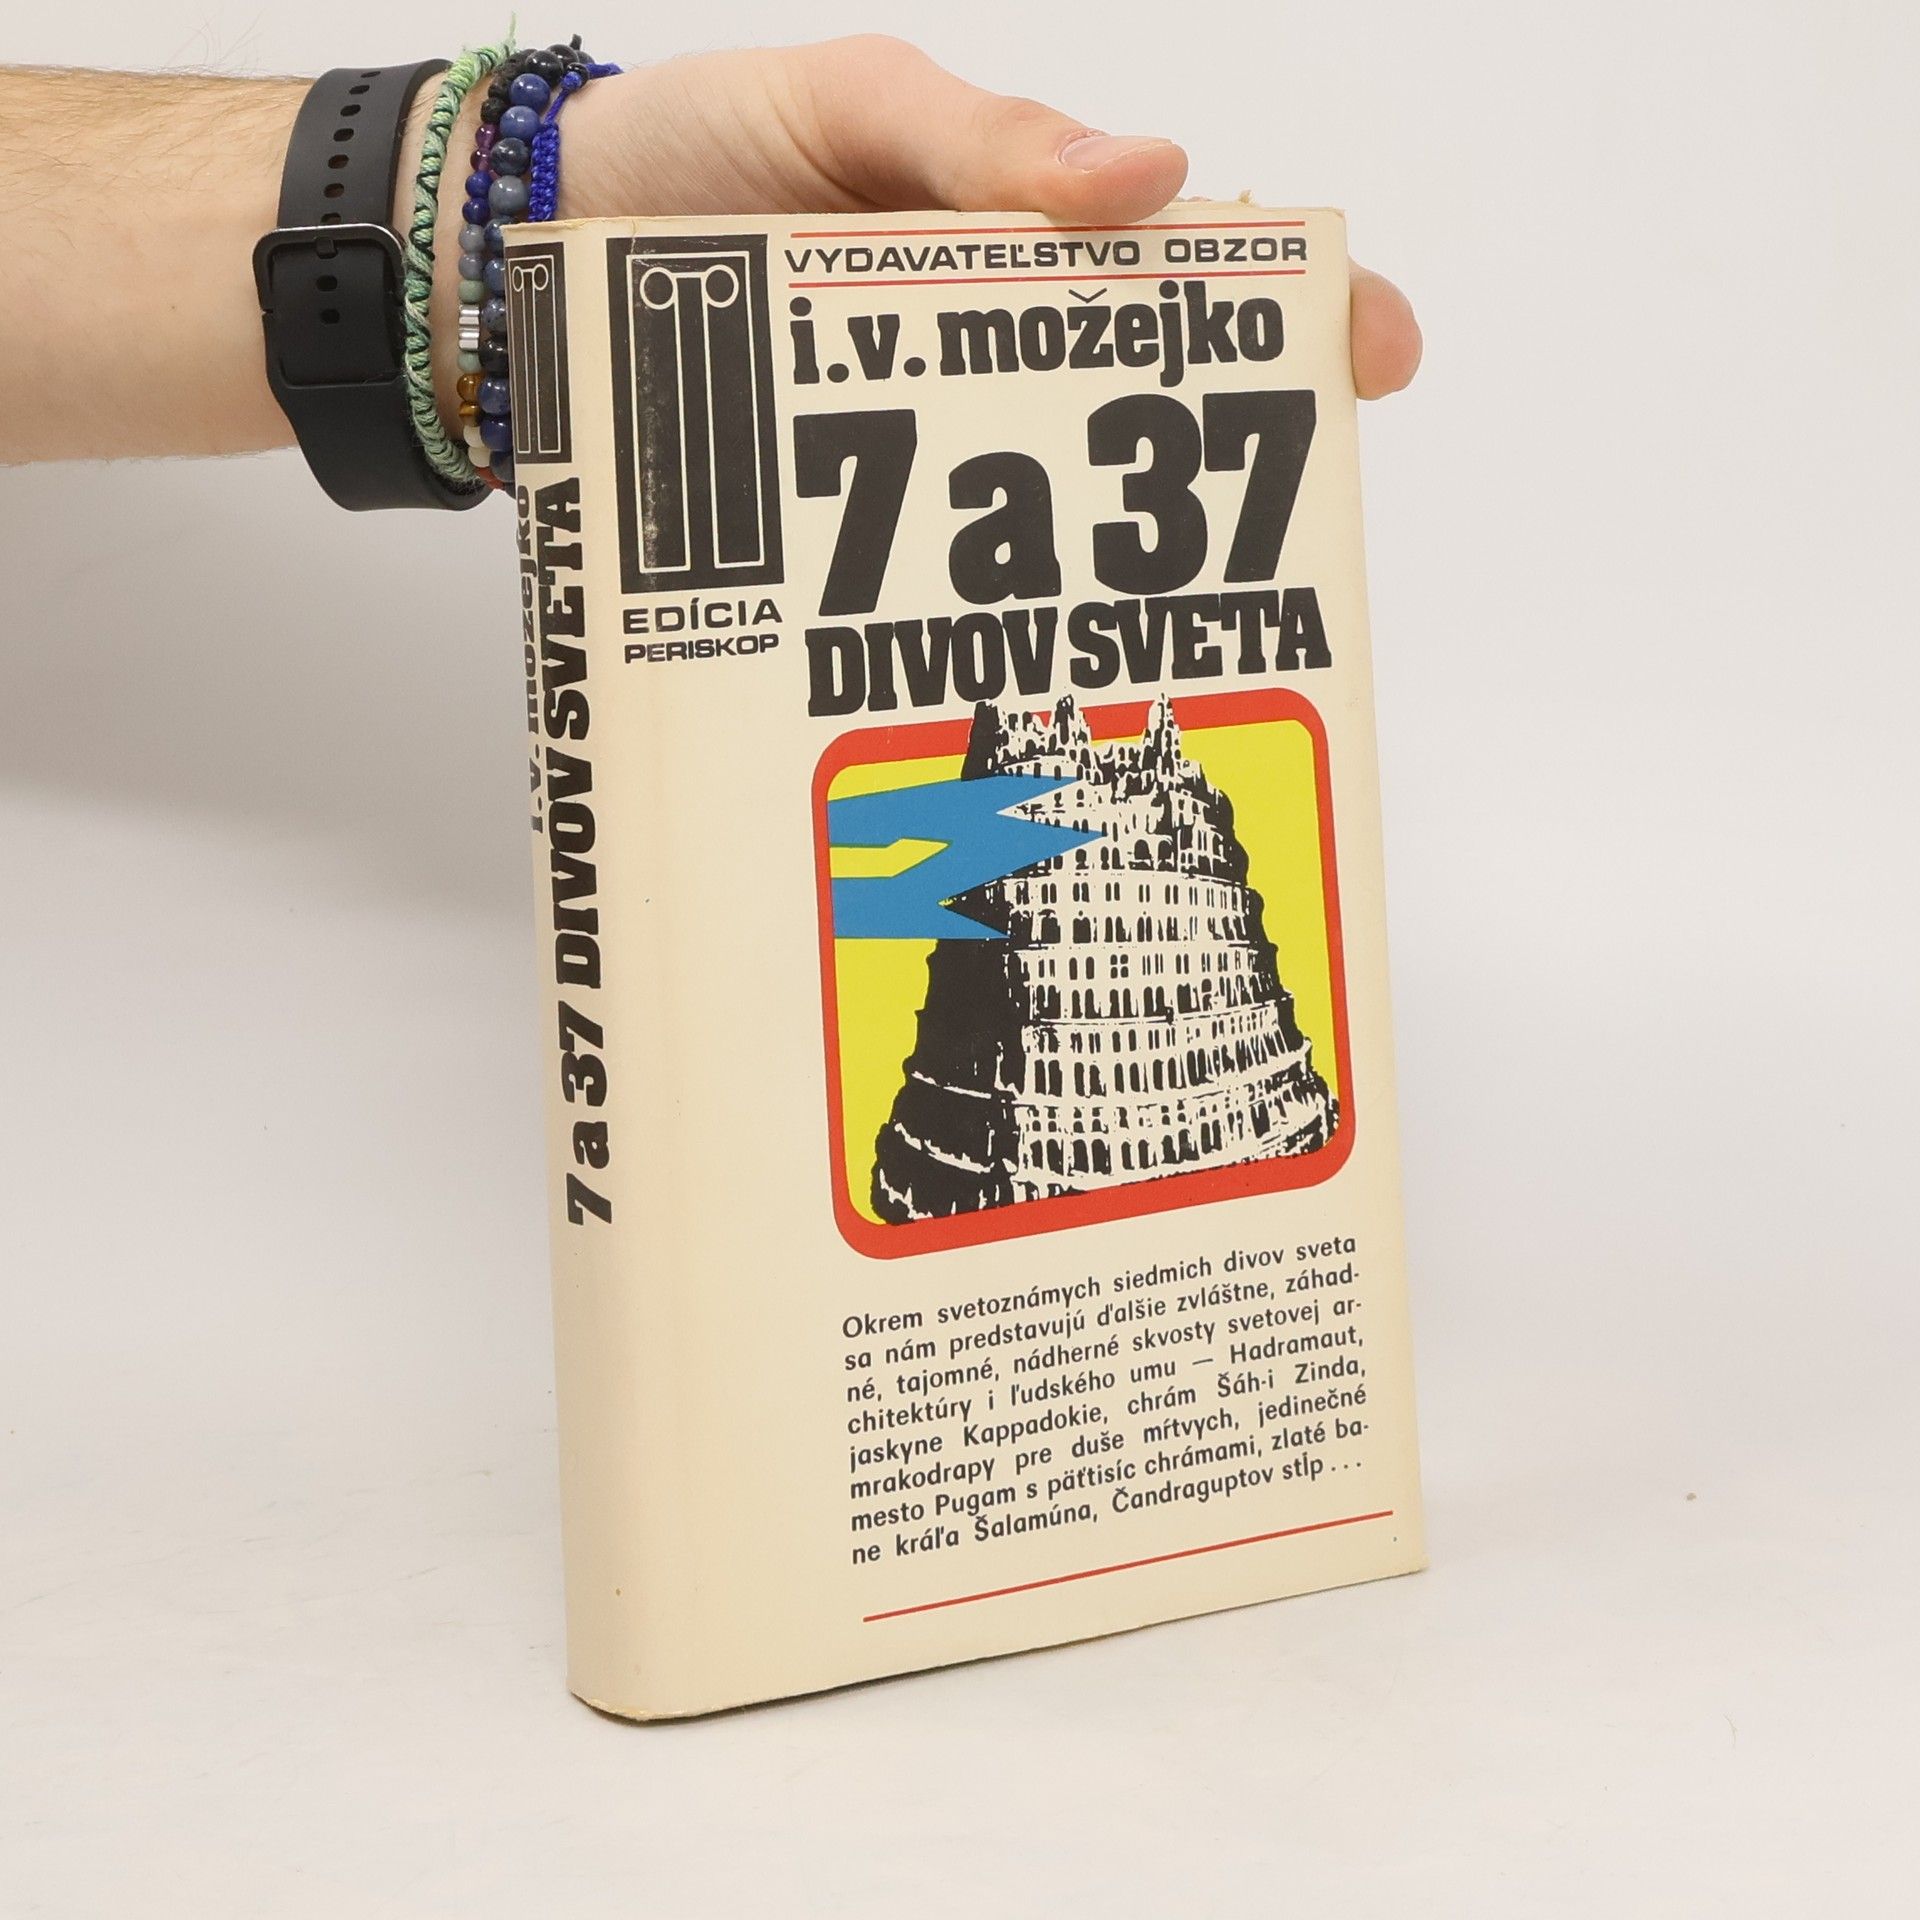 VYDAVATEĽSTVO OBZOR
i.v. možejko
7 a 37
DIVOV SVETA
EDÍCIA
PERISKOP
i.v. možejko
7 a 37 DIVOV SVETA
Okrem svetoznámych siedmich divov sveta
sa nám predstavujú ďalšie zvláštne, záhad-
né, tajomné, nádherné skvosty svetovej ar-
chitektúry i ľudského umu — Hadramaut,
jaskyne Kappadokie, chrám Šáh-i Zinda,
mrakodrapy pre duše mŕtvych, jedinečné
mesto Pugam s päťtisíc chrámami, zlaté ba-
ne kráľa Šalamúna, Čandraguptov stĺp...